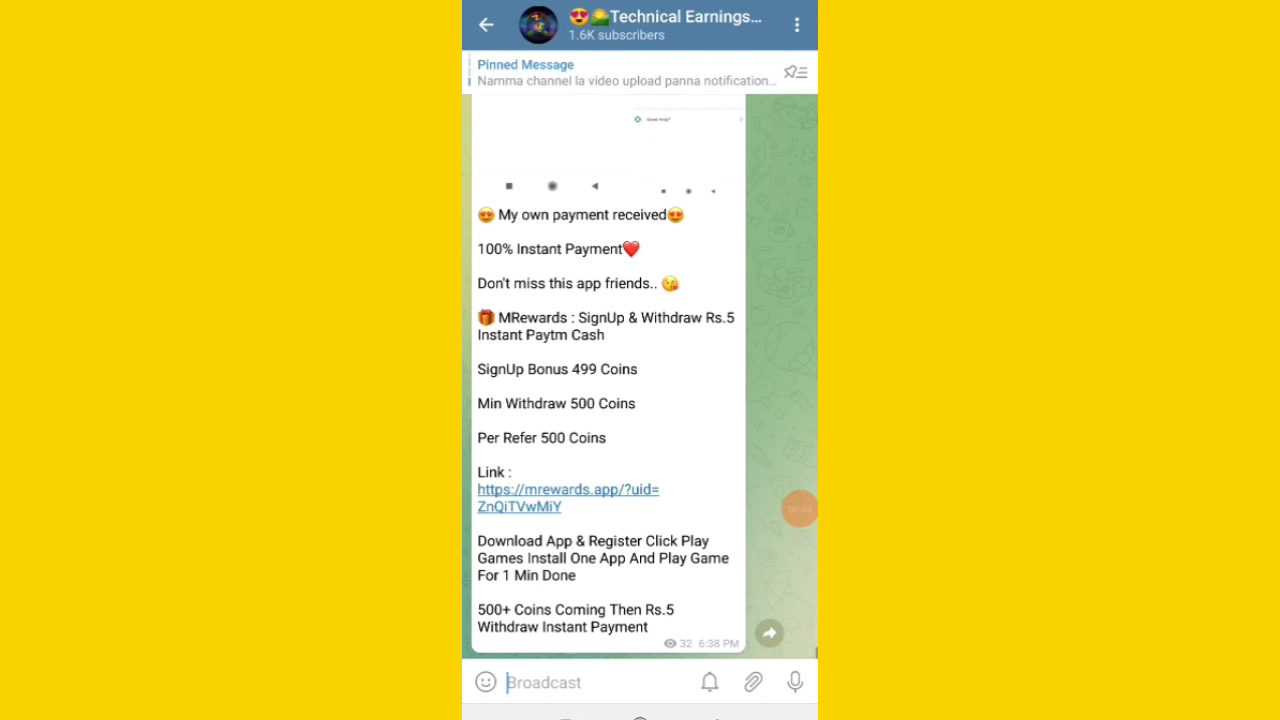 😍🌄Technical Earnings...
1.6K subscribers
Pinned Message
Namma channel la video upload panna notification...
Need Help?
😍 My own payment received😍
100% Instant Payment❤️
Don't miss this app friends.. 😘
🎁 MRewards : SignUp & Withdraw Rs.5
Instant Paytm Cash
SignUp Bonus 499 Coins
Min Withdraw 500 Coins
Per Refer 500 Coins
Link :
https://mrewards.app/?uid=
ZnQiTVwMiY
Download App & Register Click Play
Games Install One App And Play Game
For 1 Min Done
500+ Coins Coming Then Rs.5
Withdraw Instant Payment
32 6:38 PM
Broadcast